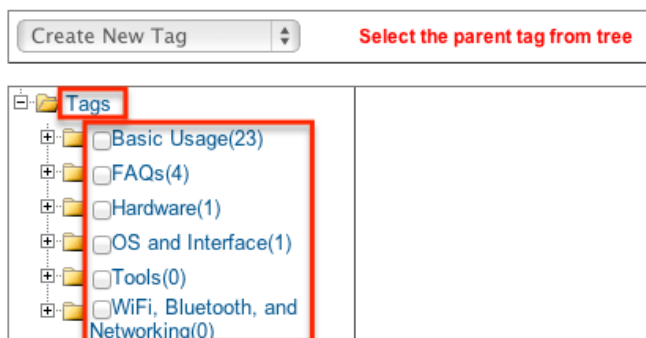 Create New Tag
Select the parent tag from tree
Tags
Basic Usage(23)
FAQs(4)
Hardware(1)
OS and Interface(1)
Tools(0)
WiFi, Bluetooth, and
Networking(0)